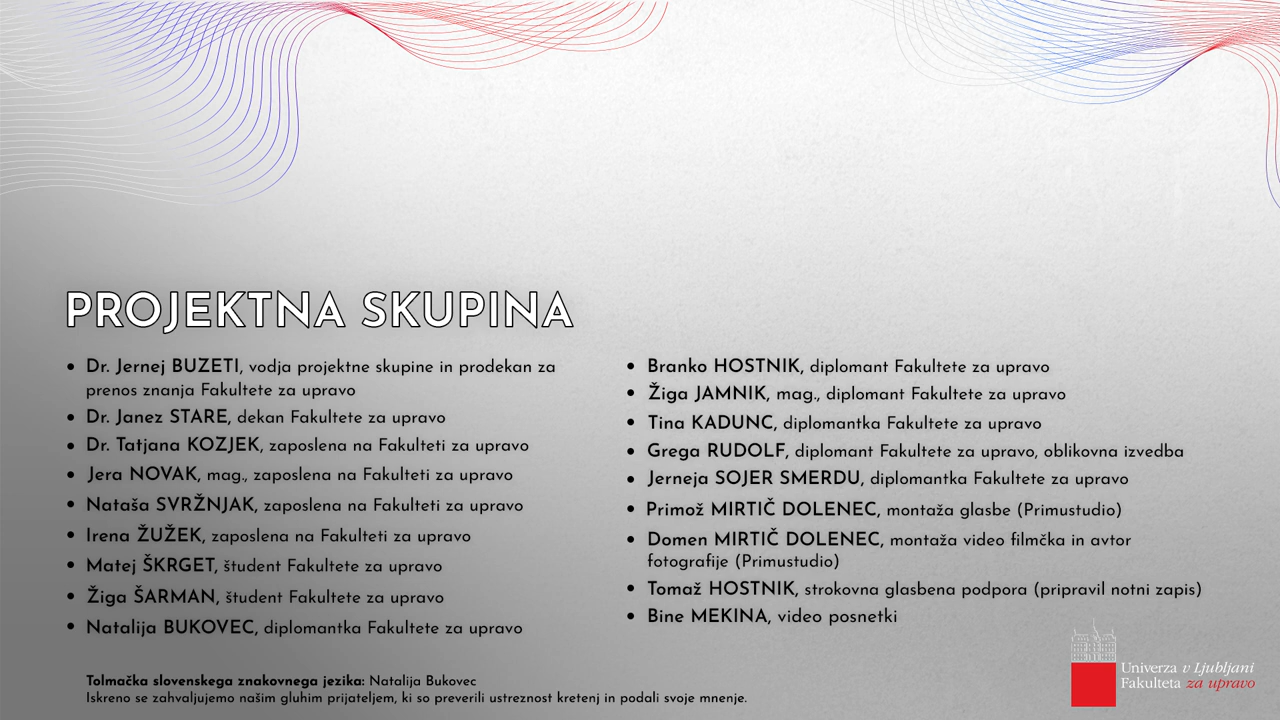 PROJEKTNA SKUPINA
• Dr. Jernej BUZETI, vodja projektne skupine in prodekan za
prenos znanja Fakultete za upravo
• Dr. Janez STARE, dekan Fakultete za upravo
• Dr. Tatjana KOZJEK, zaposlena na Fakulteti za upravo
• Jera NOVAK, mag., zaposlena na Fakulteti za upravo
• Nataša SVRŽNJAK, zaposlena na Fakulteti za upravo
• Irena ŽUŽEK, zaposlena na Fakulteti za upravo
• Matej ŠKRGET, študent Fakultete za upravo
• Žiga ŠARMAN, študent Fakultete za upravo
• Natalija BUKOVEC, diplomantka Fakultete za upravo
• Branko HOSTNIK, diplomant Fakultete za upravo
• Žiga JAMNIK, mag., diplomant Fakultete za upravo
• Tina KADUNC, diplomantka Fakultete za upravo
• Grega RUDOLF, diplomant Fakultete za upravo, oblikovna izvedba
• Jerneja SOJER SMERDU, diplomantka Fakultete za upravo
• Primož MIRTIČ DOLENEC, montaža glasbe (Primustudio)
• Domen MIRTIČ DOLENEC, montaža video filmčka in avtor
fotografije (Primustudio)
• Tomaž HOSTNIK, strokovna glasbena podpora (pripravil notni zapis)
• Bine MEKINA, video posnetki
Tolmačka slovenskega znakovnega jezika: Natalija Bukovec
Iskreno se zahvaljujemo našim gluhim prijateljem, ki so preverili ustreznost kretenj in podali svoje mnenje.
Univerza v Ljubljani
Fakulteta za upravo